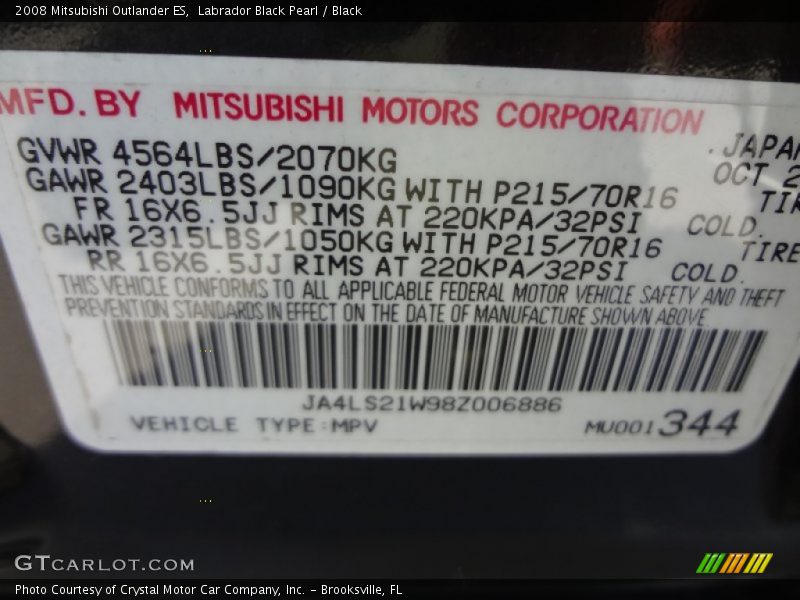 2008 Mitsubishi Outlander ES,  Labrador Black Pearl / Black
MFD. BY MITSUBISHI MOTORS CORPORATION
GVWR 4564LBS/2070KG .JAPAN
GAWR 2403LBS/1090KG WITH P215/70R16 OCT 2
FR 16X6.5JJ RIMS AT 220KPA/32PSI COLD.
GAWR 2315LBS/1050KG WITH P215/70R16
RR 16X6.5JJ RIMS AT 220KPA/32PSI COLD.
THIS VEHICLE CONFORMS TO ALL APPLICABLE FEDERAL MOTOR VEHICLE SAFETY AND THEFT
PREVENTION STANDARDS IN EFFECT ON THE DATE OF MANUFACTURE SHOWN ABOVE.
JA4LS21W98Z006886
VEHICLE TYPE:MPV MU001344
GTCARLOT.COM
Photo Courtesy of Crystal Motor Car Company, Inc. – Brooksville, FL